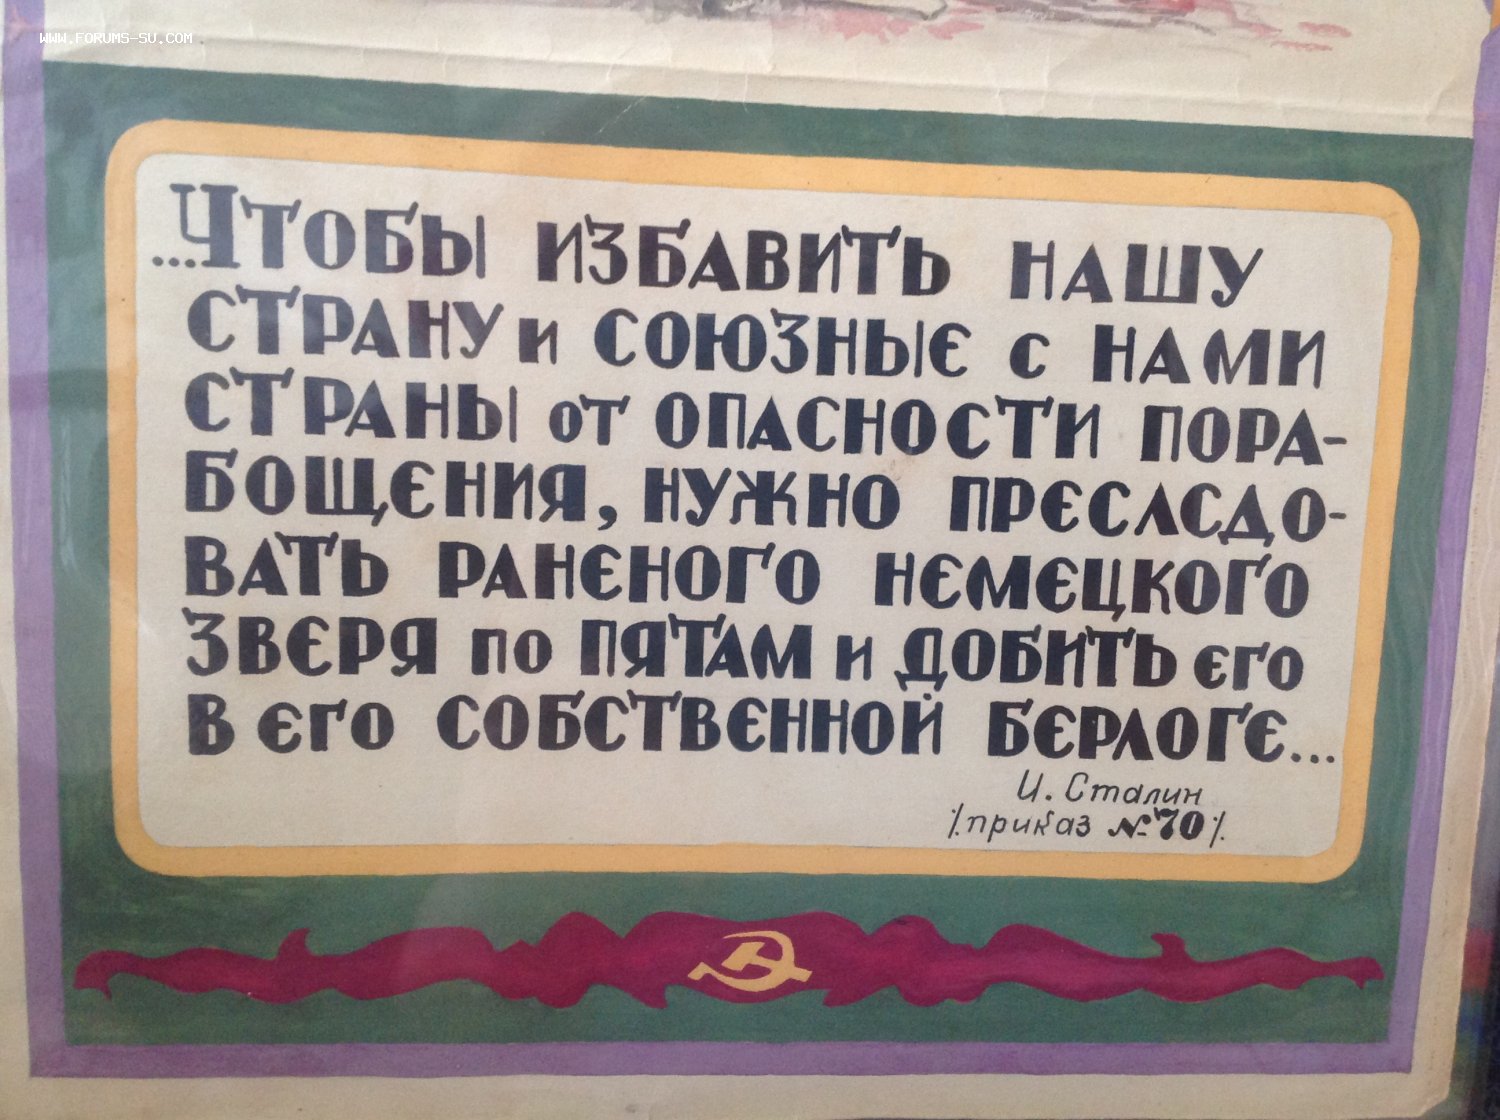 WWW.FORUMS-SU.COM
...Чтобы избавить нашу
страну и союзные с нами
страны от опасности пора-
бощения, нужно преследо-
вать раненого немецкого
зверя по пятам и добить его
в его собственной берлоге...
И. Сталин
/.приказ №70/.